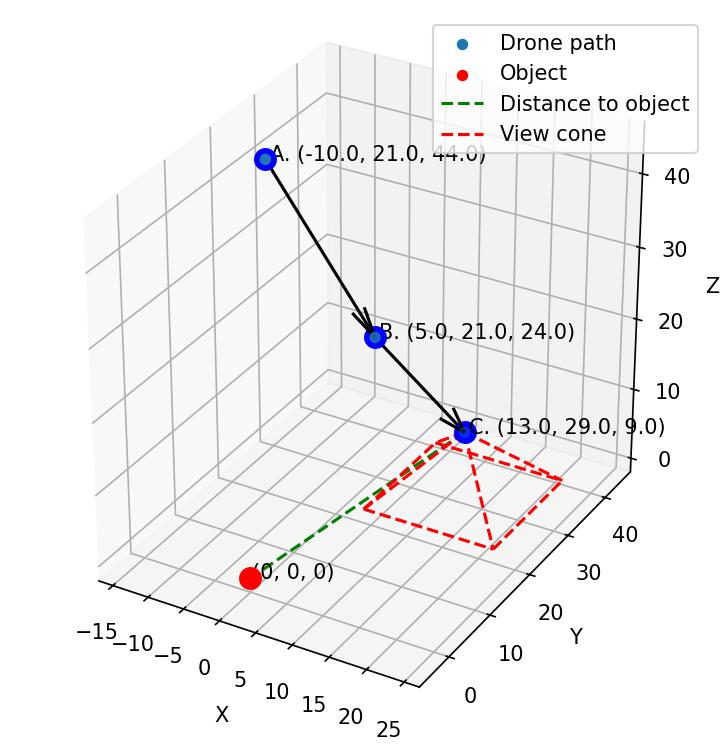 Drone path
Object
Distance to object
View cone
A. (-10.0, 21.0, 44.0)
B. (5.0, 21.0, 24.0)
C. (13.0, 29.0, 9.0)
(0, 0, 0)
40
30
20
10
0
Z
40
30
20
10
0
Y
−15
−10
−5
0
5
10
15
20
25
X